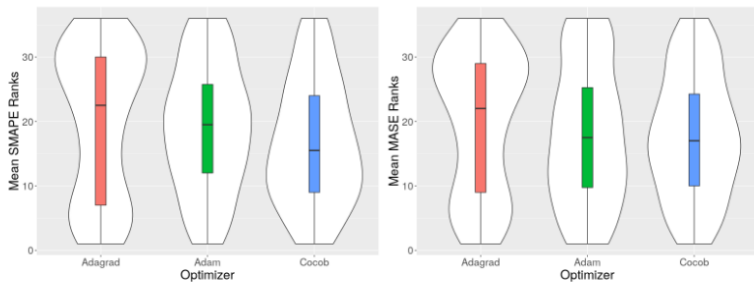 Mean SMAPE Ranks
30
20
10
0
Adagrad Adam Cocob
Optimizer
Mean MASE Ranks
30
20
10
0
Adagrad Adam Cocob
Optimizer